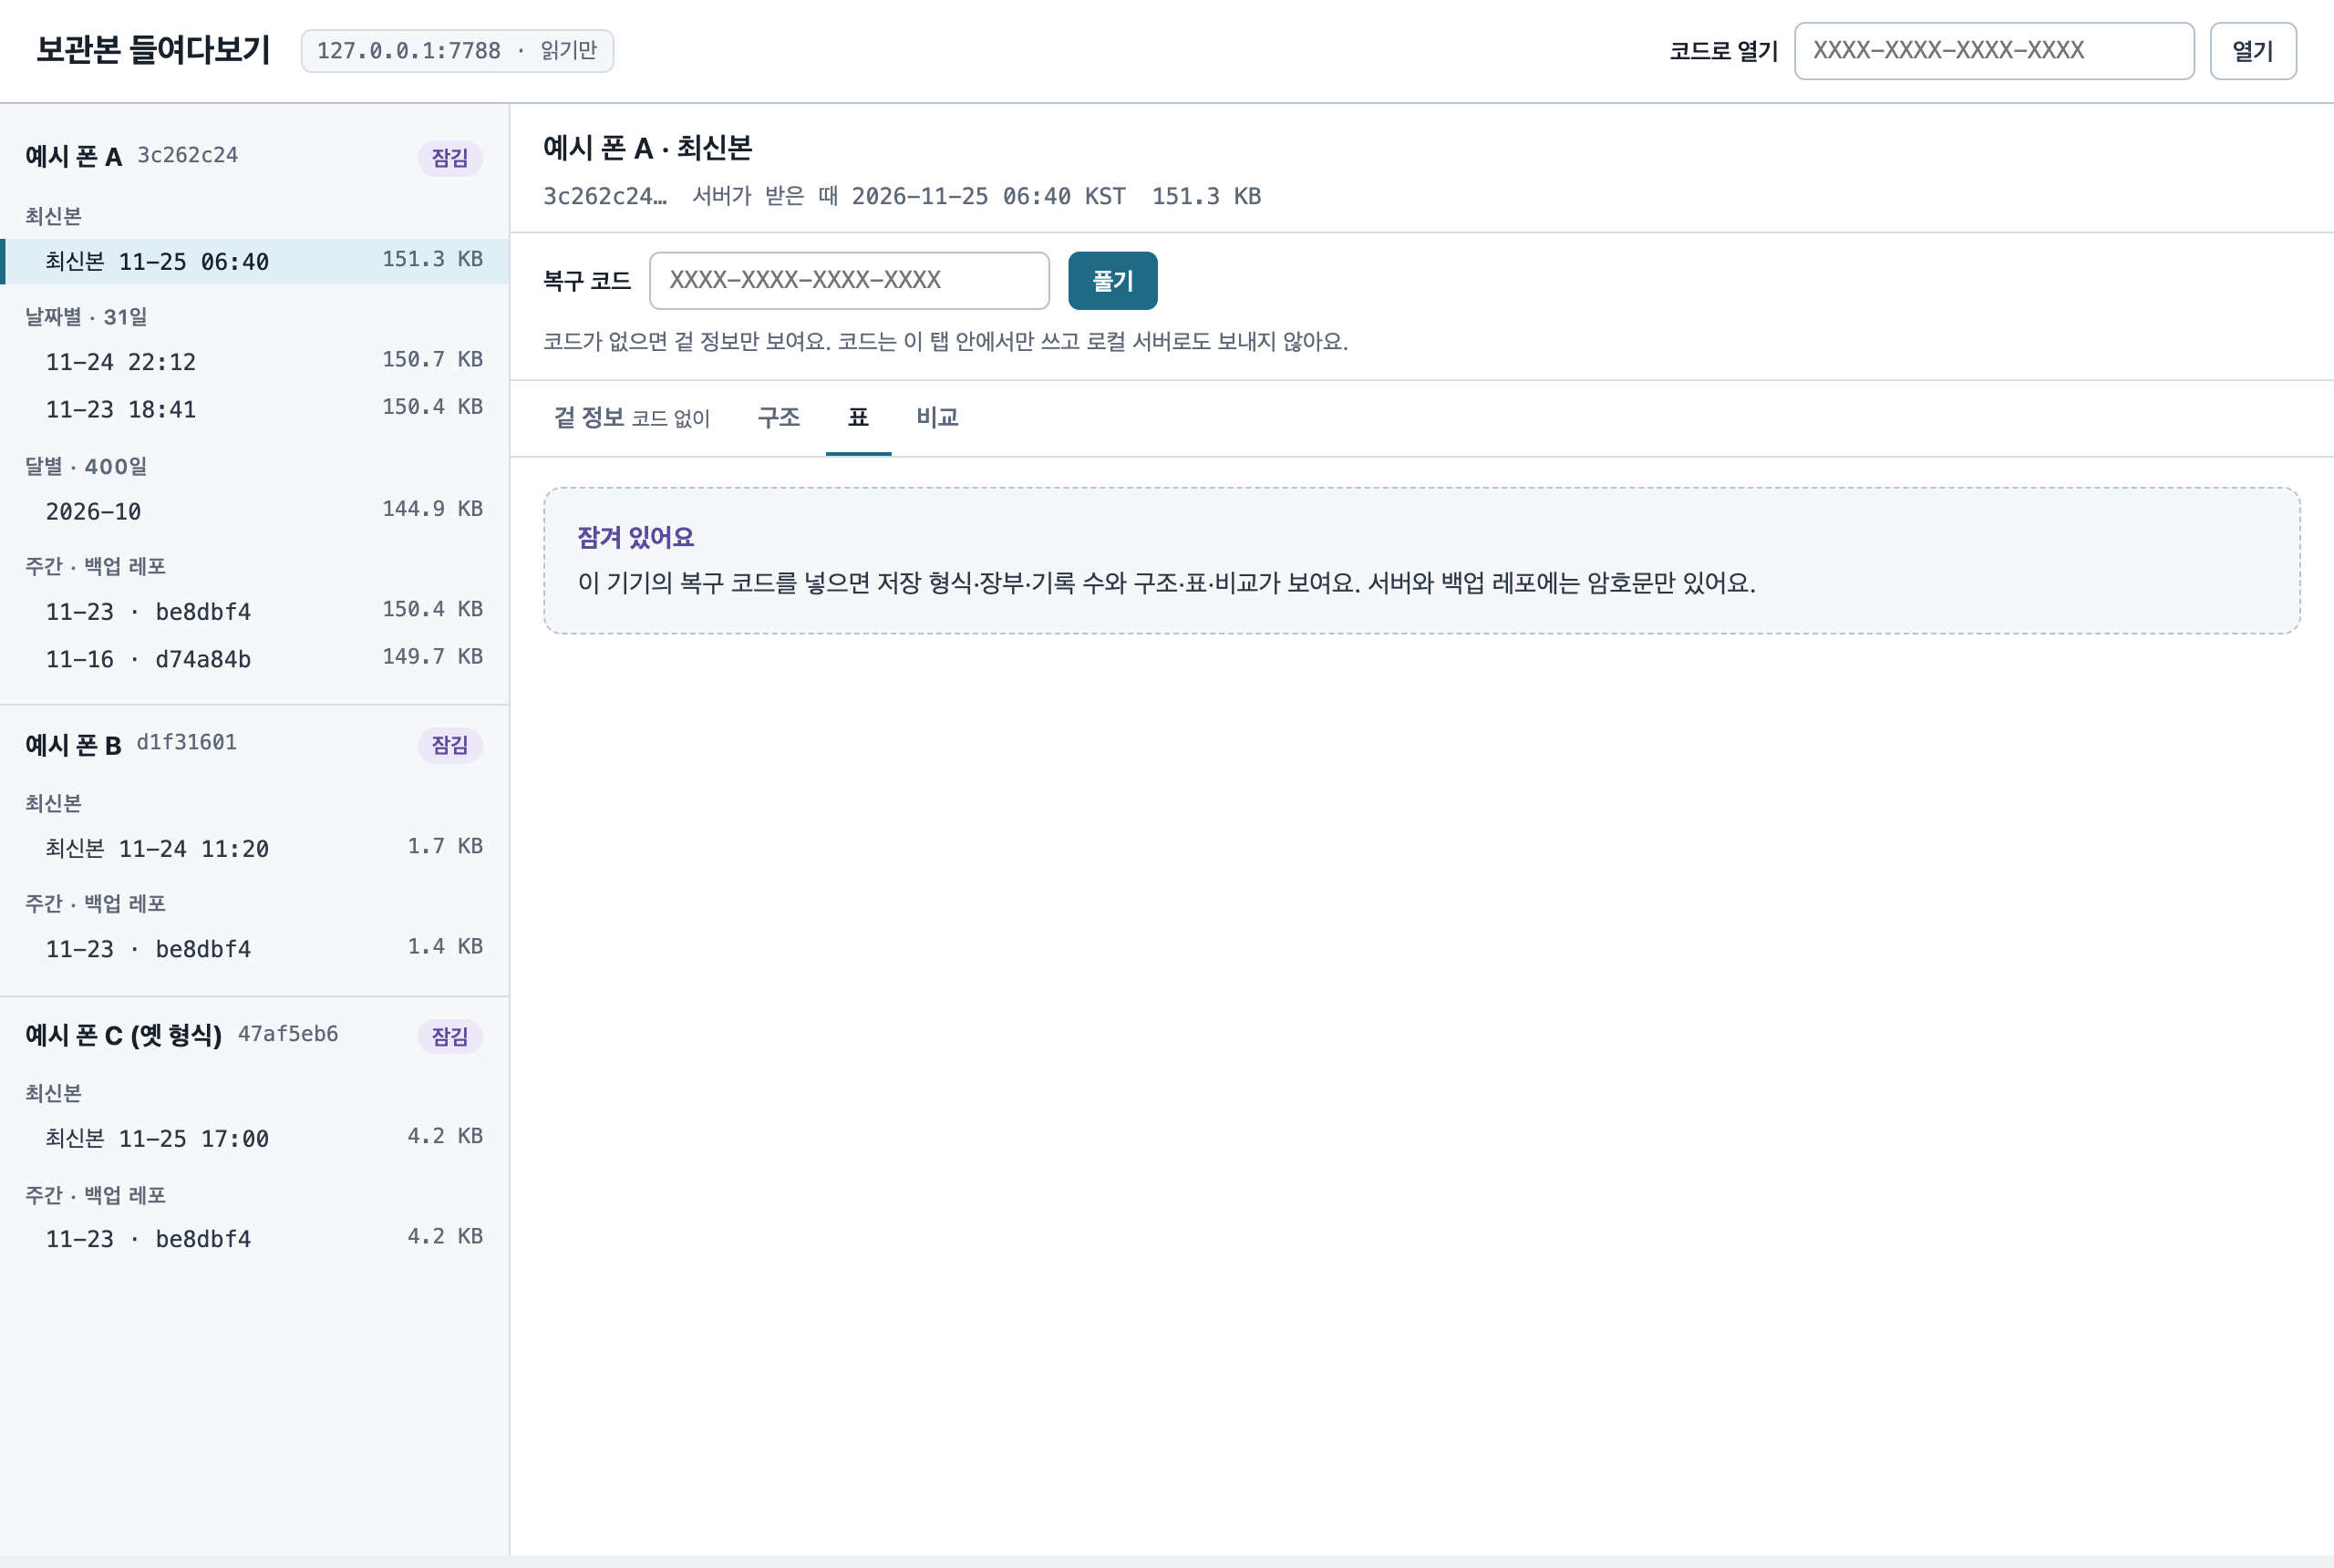 보관본 들여다보기 127.0.0.1:7788 · 읽기만 코드로 열기 XXXX-XXXX-XXXX-XXXX 열기
예시 폰 A 3c262c24 잠김
최신본
최신본 11-25 06:40 151.3 KB
날짜별 · 31일
11-24 22:12 150.7 KB
11-23 18:41 150.4 KB
달별 · 400일
2026-10 144.9 KB
주간 · 백업 레포
11-23 · be8dbf4 150.4 KB
11-16 · d74a84b 149.7 KB
예시 폰 B d1f31601 잠김
최신본
최신본 11-24 11:20 1.7 KB
주간 · 백업 레포
11-23 · be8dbf4 1.4 KB
예시 폰 C (옛 형식) 47af5eb6 잠김
최신본
최신본 11-25 17:00 4.2 KB
주간 · 백업 레포
11-23 · be8dbf4 4.2 KB
예시 폰 A · 최신본
3c262c24… 서버가 받은 때 2026-11-25 06:40 KST 151.3 KB
복구 코드 XXXX-XXXX-XXXX-XXXX 풀기
코드가 없으면 겉 정보만 보여요. 코드는 이 탭 안에서만 쓰고 로컬 서버로도 보내지 않아요.
겉 정보 코드 없이 구조 표 비교
잠겨 있어요
이 기기의 복구 코드를 넣으면 저장 형식·장부·기록 수와 구조·표·비교가 보여요. 서버와 백업 레포에는 암호문만 있어요.